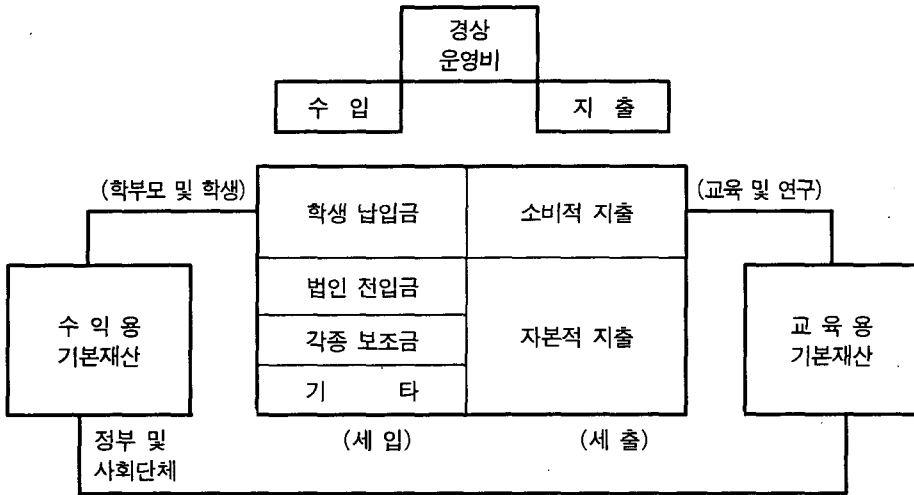 경상
운영비
수 입
지 출
(학부모 및 학생)
학생 납입금
소비적 지출
(교육 및 연구)
법인 전입금
수 익 용
기본재산
각종 보조금
자본적 지출
교 육 용
기본재산
기 타
정부 및
사회단체
(세 입)
(세 출)